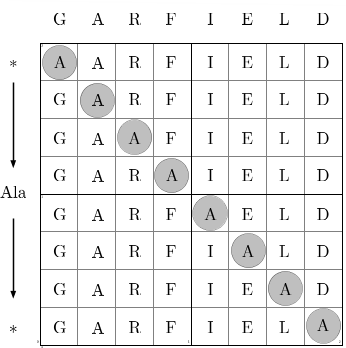 G A R F I E L D
* A A R F I E L D
G A R F I E L D
G A A F I E L D
G A R A I E L D
Ala
G A R F A E L D
G A R F I A L D
G A R F I E A D
* G A R F I E L A